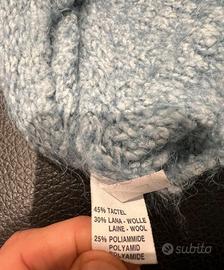 45% TACTEL
30% LANA - WOLLE
LAINE - WOOL
25% POLIAMMIDE
POLYAMID
POLYAMIDE
subito